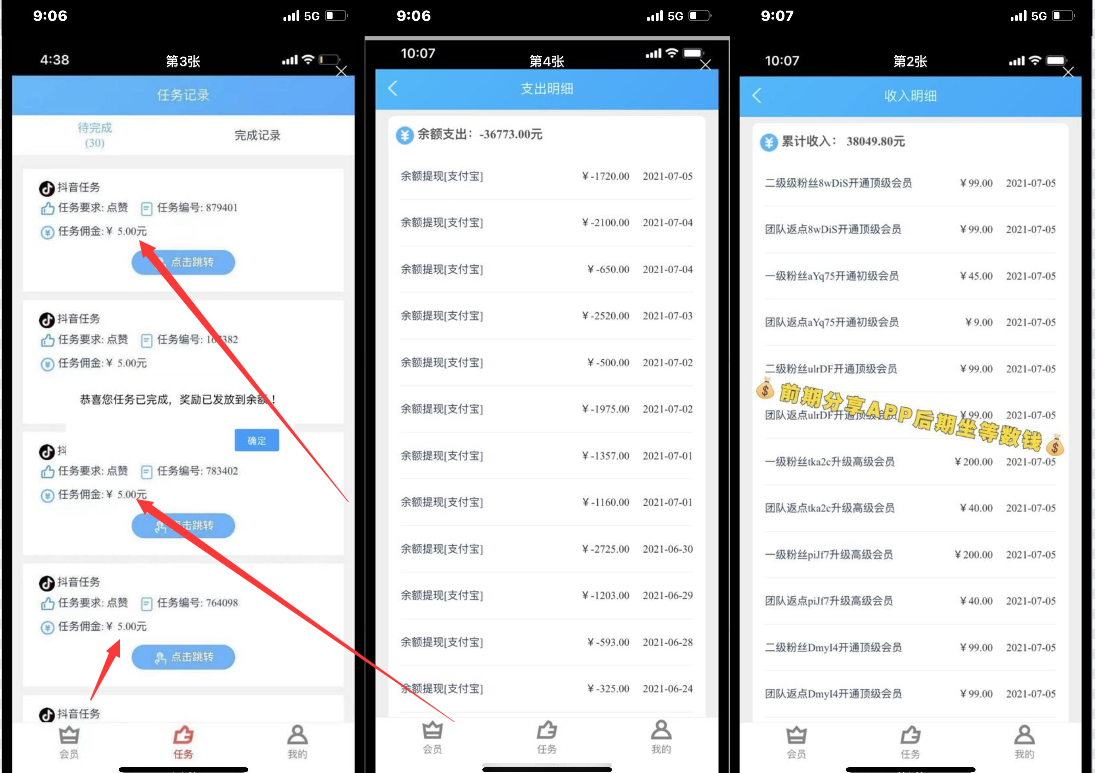 9:06
5G
4:38
第3张
任务记录
待完成
(30)
完成记录
抖音任务
任务要求: 点赞 任务编号: 879401
任务佣金: ¥ 5.00元
点击跳转
抖音任务
任务要求: 点赞 任务编号: 167382
任务佣金: ¥ 5.00元
恭喜您任务已完成，奖励已发放到余额！
确定
抖
任务要求: 点赞 任务编号: 783402
任务佣金: ¥ 5.00元
点击跳转
抖音任务
任务要求: 点赞 任务编号: 764098
任务佣金: ¥ 5.00元
点击跳转
抖音任务
会员 任务 我的
9:06
5G
10:07
第4张
支出明细
余额支出: -36773.00元
余额提现[支付宝] ¥ -1720.00 2021-07-05
余额提现[支付宝] ¥ -2100.00 2021-07-04
余额提现[支付宝] ¥ -650.00 2021-07-04
余额提现[支付宝] ¥ -2520.00 2021-07-03
余额提现[支付宝] ¥ -500.00 2021-07-02
余额提现[支付宝] ¥ -1975.00 2021-07-02
余额提现[支付宝] ¥ -1357.00 2021-07-01
余额提现[支付宝] ¥ -1160.00 2021-07-01
余额提现[支付宝] ¥ -2725.00 2021-06-30
余额提现[支付宝] ¥ -1203.00 2021-06-29
余额提现[支付宝] ¥ -593.00 2021-06-28
余额提现[支付宝] ¥ -325.00 2021-06-24
会员 任务 我的
9:07
5G
10:07
第2张
收入明细
累计收入: 38049.80元
二级级粉丝8wDiS开通顶级会员 ¥ 99.00 2021-07-05
团队返点8wDiS开通顶级会员 ¥ 99.00 2021-07-05
一级粉丝aYq75开通初级会员 ¥ 45.00 2021-07-05
团队返点aYq75开通初级会员 ¥ 9.00 2021-07-05
二级粉丝ulrDF开通顶级会员 ¥ 99.00 2021-07-05
前期分享APP后期坐等数钱
团队返点ulrDF开通顶级会员 ¥ 99.00 2021-07-05
一级粉丝tka2c升级高级会员 ¥ 200.00 2021-07-05
团队返点tka2c升级高级会员 ¥ 40.00 2021-07-05
一级粉丝piJf7升级高级会员 ¥ 200.00 2021-07-05
团队返点piJf7升级高级会员 ¥ 40.00 2021-07-05
二级粉丝DmyI4开通顶级会员 ¥ 99.00 2021-07-05
团队返点DmyI4开通顶级会员 ¥ 99.00 2021-07-05
会员 任务 我的